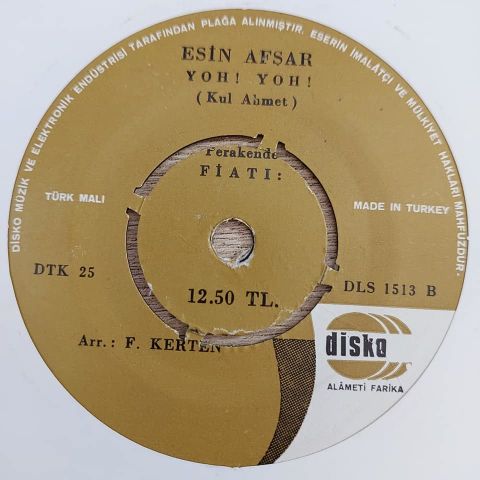 DİSKO MÜZİK VE ELEKTRONİK ENDÜSTRİSİ TARAFINDAN PLAĞA ALINMIŞTIR. ESERİN İMALÂTÇI VE MÜLKİYET HAKLARI MAHFUZDUR.
ESİN AFSAR
YOH! YOH!
(Kul Ahmet)
Perakende
FİATI:
TÜRK MALI
MADE IN TURKEY
DTK 25
12.50 TL.
DLS 1513 B
Arr.: F. KERTEN
disko
ALÂMETİ FARİKA